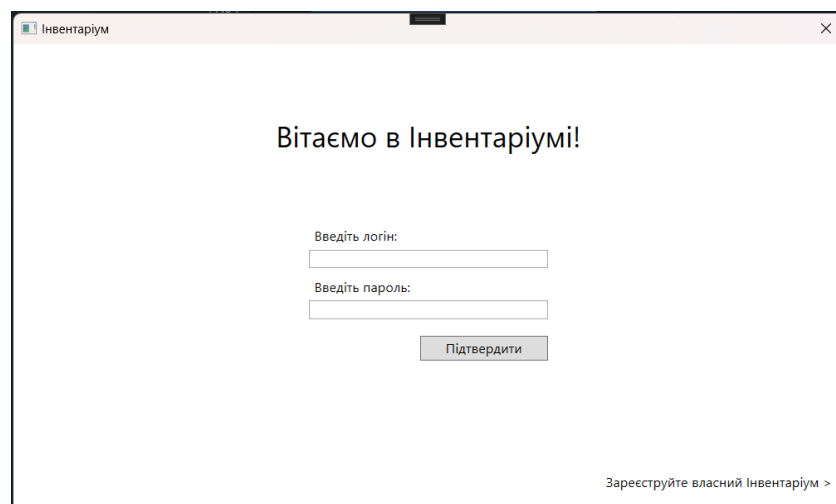 Інвентаріум
Вітаємо в Інвентаріумі!
Введіть логін:
Введіть пароль:
Підтвердити
Зареєструйте власний Інвентаріум >